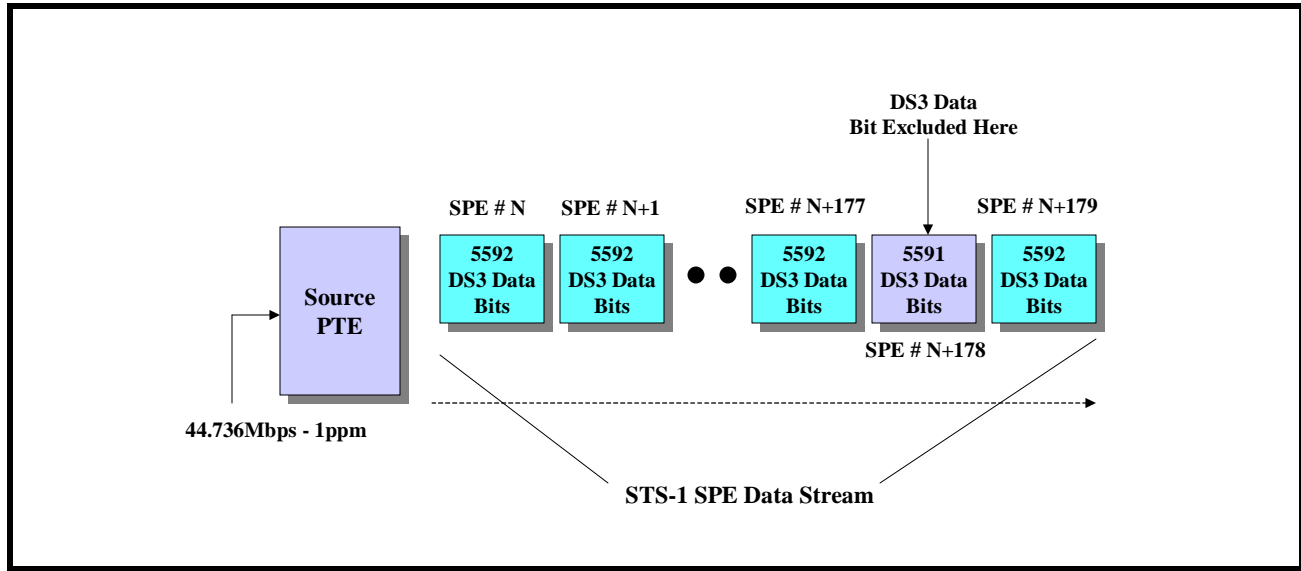 DS3 Data
Bit Excluded Here
SPE # N
SPE # N+1
SPE # N+177
SPE # N+179
Source
PTE
5592
DS3 Data
Bits
5592
DS3 Data
Bits
5592
DS3 Data
Bits
5591
DS3 Data
Bits
5592
DS3 Data
Bits
SPE # N+178
44.736Mbps - 1ppm
STS-1 SPE Data Stream